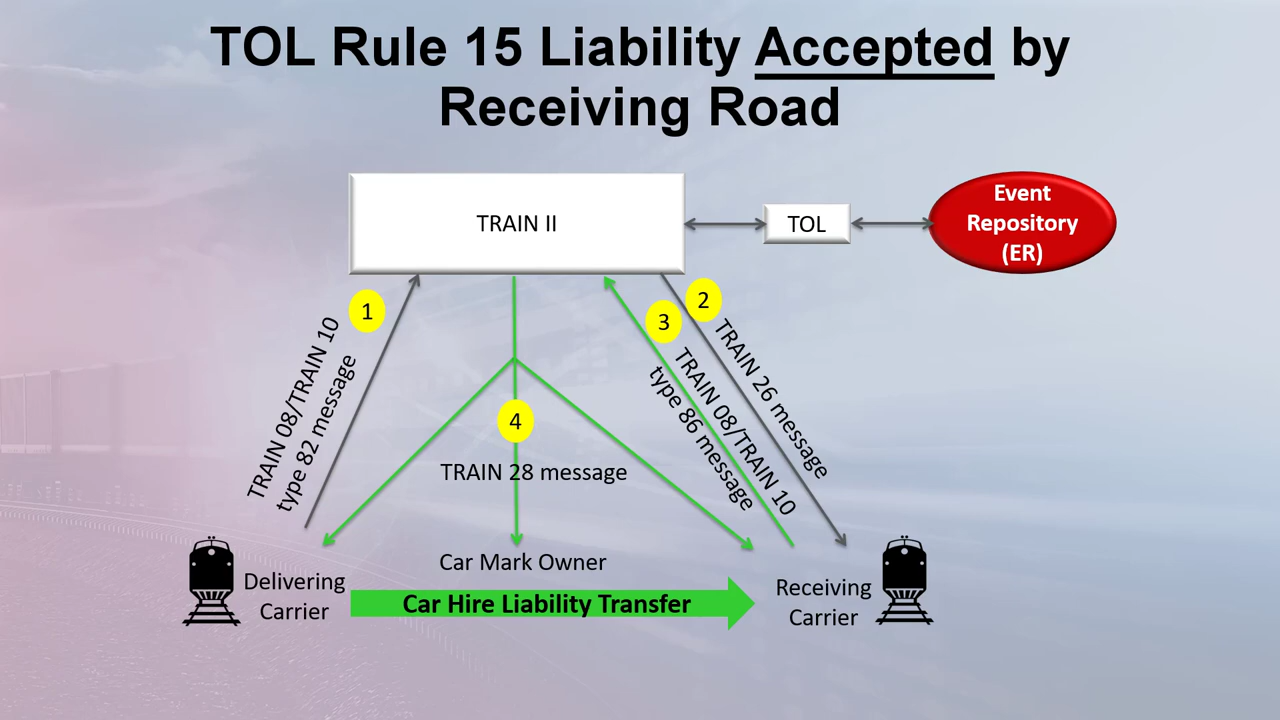 TOL Rule 15 Liability Accepted by
Receiving Road
TRAIN II
TOL
Event
Repository
(ER)
1
TRAIN 08/TRAIN 10
type 82 message
2
TRAIN 26 message
3
TRAIN 08/TRAIN 10
type 86 message
4
TRAIN 28 message
Car Mark Owner
Delivering
Carrier
Car Hire Liability Transfer
Receiving
Carrier